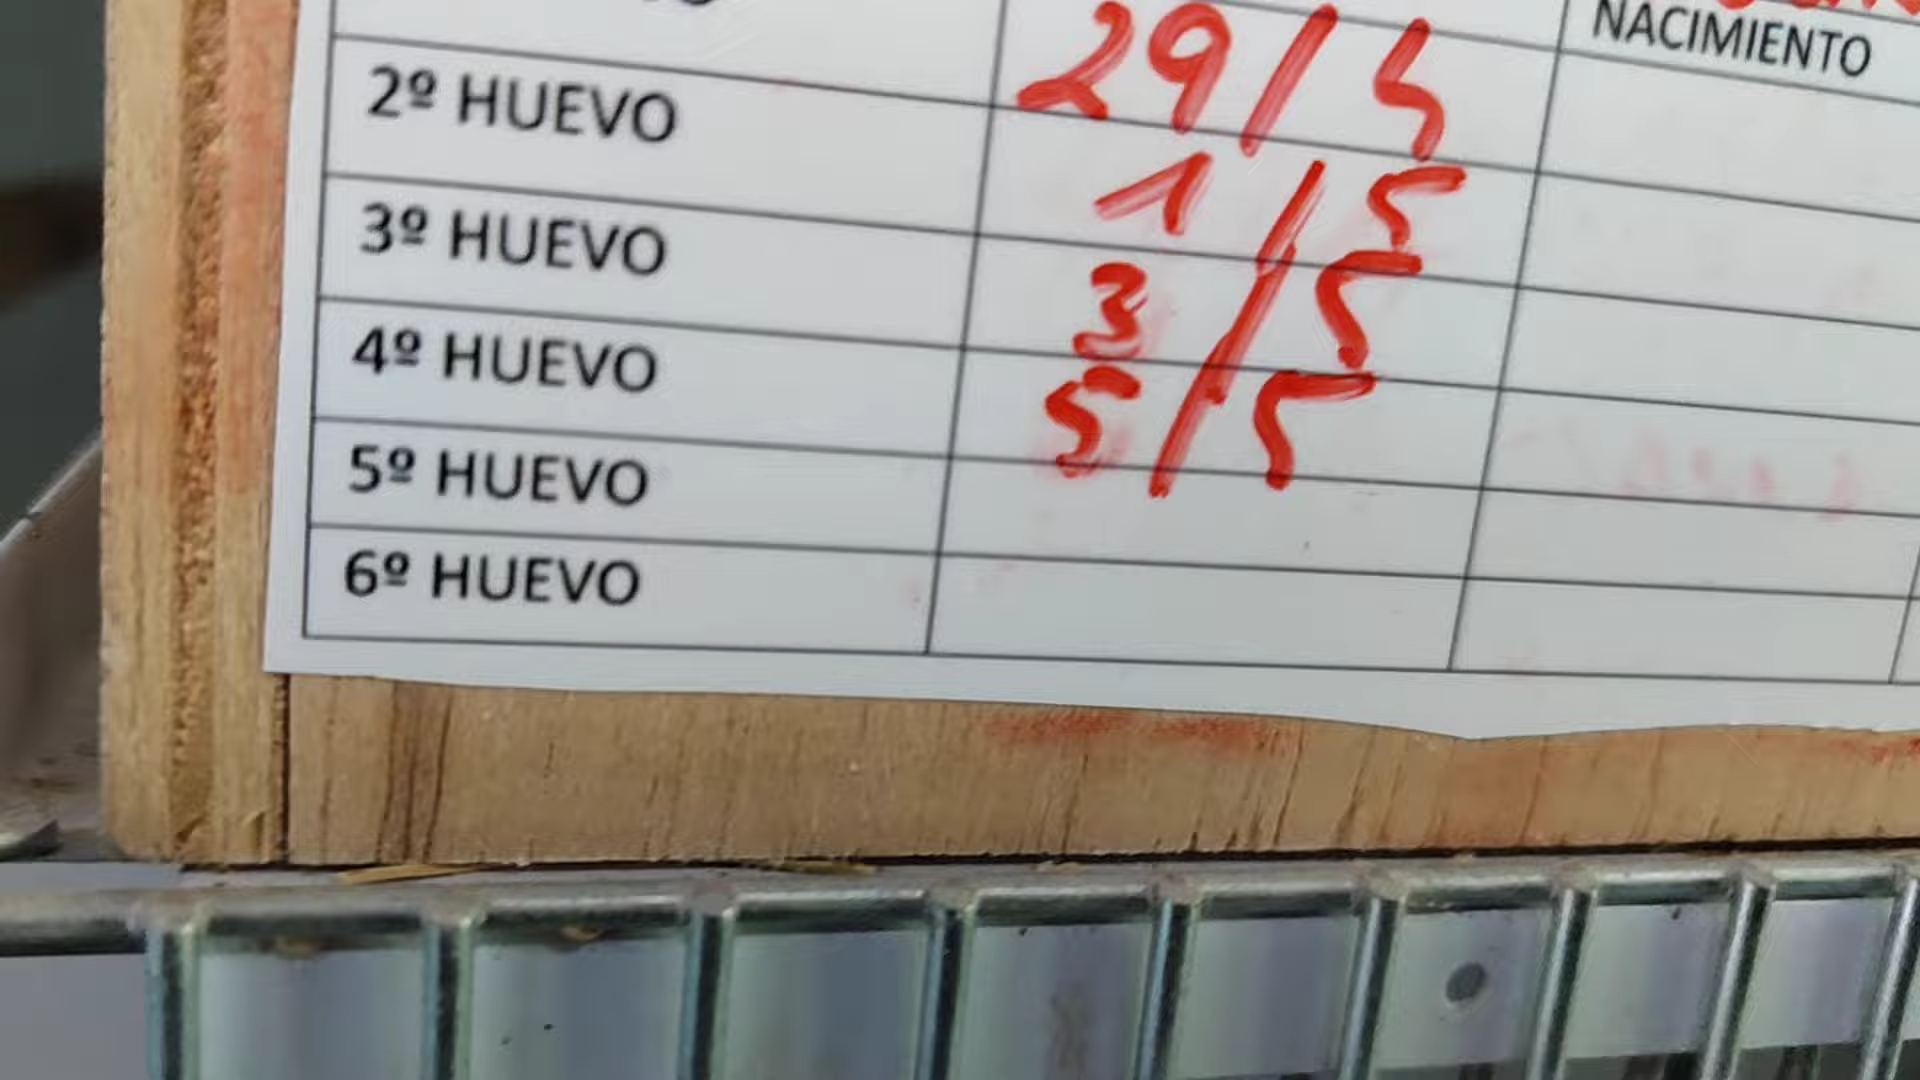 29/4 NACIMIENTO
2º HUEVO 1/5
3º HUEVO 3/5
4º HUEVO 5/5
5º HUEVO
6º HUEVO